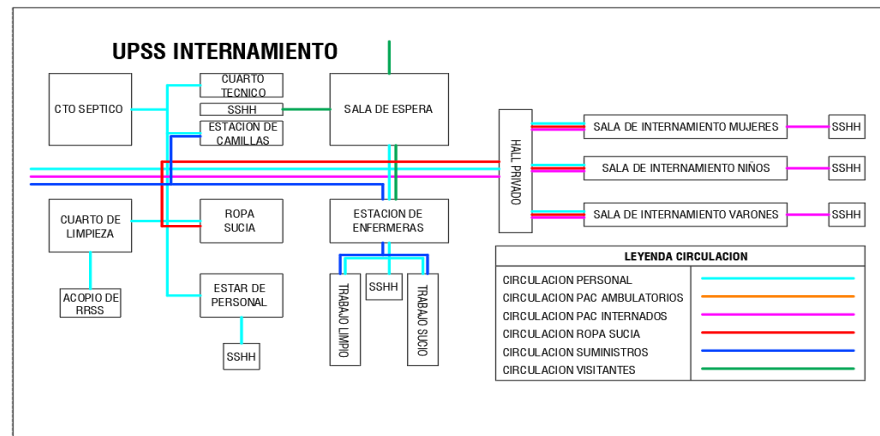 UPSS INTERNAMIENTO
CTO SEPTICO
CUARTO
TECNICO
SSHH
ESTACION DE
CAMILLAS
SALA DE ESPERA
HALL PRIVADO
SALA DE INTERNAMIENTO MUJERES
SSHH
SALA DE INTERNAMIENTO NIÑOS
SSHH
SALA DE INTERNAMIENTO VARONES
SSHH
CUARTO DE
LIMPIEZA
ROPA
SUCIA
ESTACION DE
ENFERMERAS
ACOPIO DE
RRSS
ESTAR DE
PERSONAL
SSHH
TRABAJO LIMPIO
SSHH
TRABAJO SUCIO
LEYENDA CIRCULACION
CIRCULACION PERSONAL
CIRCULACION PAC AMBULATORIOS
CIRCULACION PAC INTERNADOS
CIRCULACION ROPA SUCIA
CIRCULACION SUMINISTROS
CIRCULACION VISITANTES